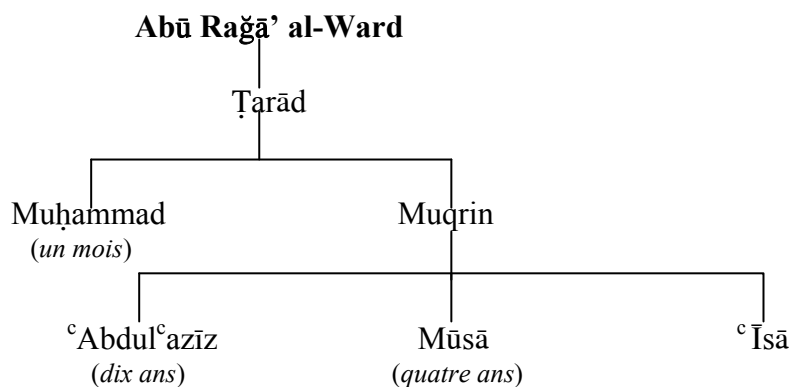 Abū Rağā’ al-Ward
Ṭarād
Muḥammad Muqrin
(un mois)
ᶜAbdulᶜazīz Mūsā ᶜĪsā
(dix ans) (quatre ans)